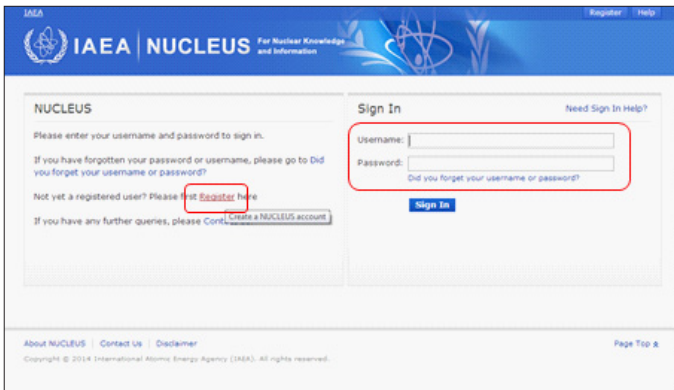 IAEA
Register Help
IAEA NUCLEUS For Nuclear Knowledge
and Information
NUCLEUS
Please enter your username and password to sign in.
If you have forgotten your password or username, please go to Did
you forget your username or password?
Not yet a registered user? Please first Register here
If you have any further queries, please
Create a NUCLEUS account
Sign In
Need Sign In Help?
Username:
Password:
Did you forget your username or password?
Sign In
About NUCLEUS Contact Us Disclaimer
Page Top
Copyright © 2014 International Atomic Energy Agency (IAEA). All rights reserved.